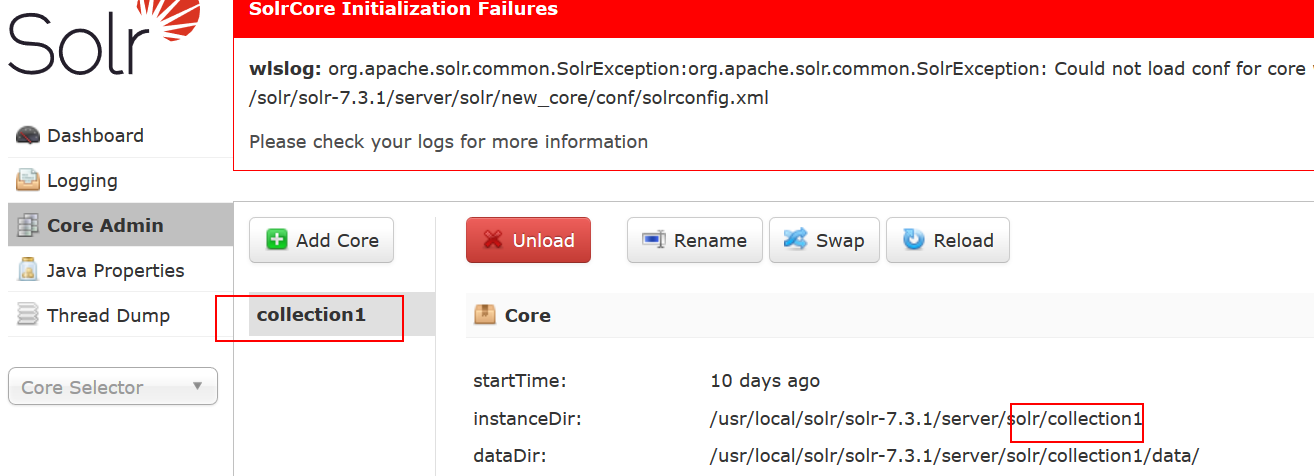 Solr
SolrCore Initialization Failures
wlslog: org.apache.solr.common.SolrException:org.apache.solr.common.SolrException: Could not load conf for core
/solr/solr-7.3.1/server/solr/new_core/conf/solrconfig.xml
Please check your logs for more information
Dashboard
Logging
Core Admin
Java Properties
Thread Dump
Core Selector
Add Core
collection1
Unload
Rename
Swap
Reload
Core
startTime: 10 days ago
instanceDir: /usr/local/solr/solr-7.3.1/server/solr/collection1
dataDir: /usr/local/solr/solr-7.3.1/server/solr/collection1/data/